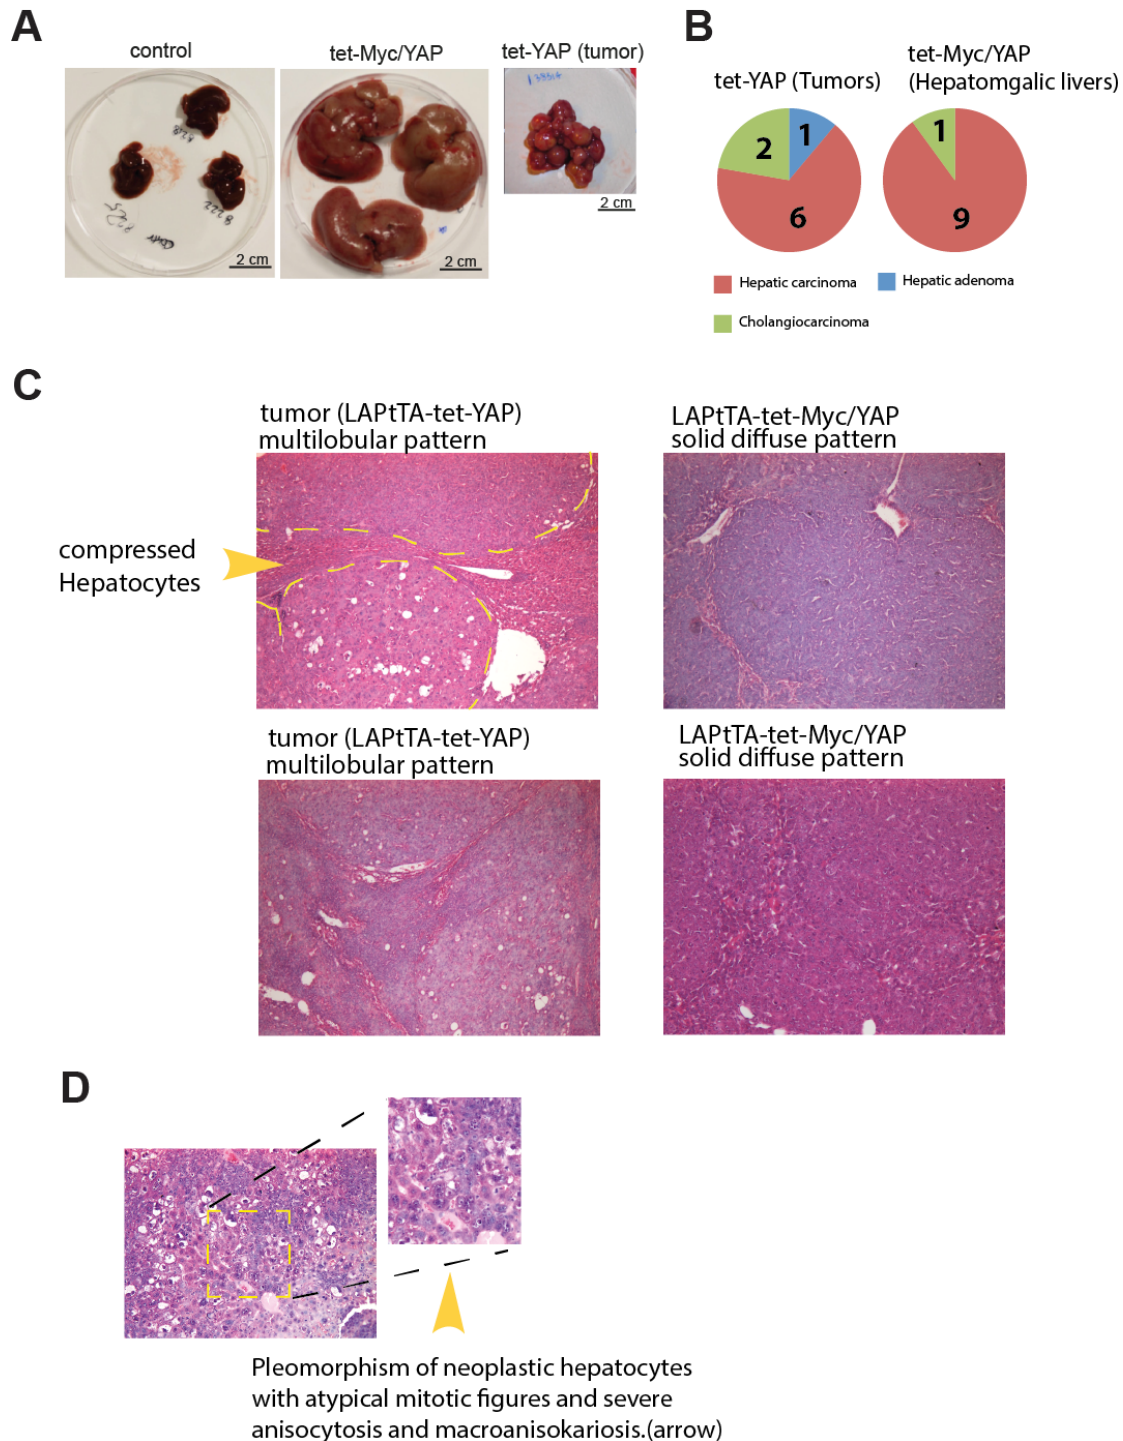 A
control
tet-Myc/YAP
tet-YAP (tumor)
2 cm
2 cm
2 cm
B
tet-YAP (Tumors)
tet-Myc/YAP
(Hepatomgalic livers)
2
1
6
1
9
Hepatic carcinoma
Hepatic adenoma
Cholangiocarcinoma
C
tumor (LAPtTA-tet-YAP)
multilobular pattern
LAPtTA-tet-Myc/YAP
solid diffuse pattern
compressed
Hepatocytes
tumor (LAPtTA-tet-YAP)
multilobular pattern
LAPtTA-tet-Myc/YAP
solid diffuse pattern
D
Pleomorphism of neoplastic hepatocytes
with atypical mitotic figures and severe
anisocytosis and macroanisokariosis.(arrow)